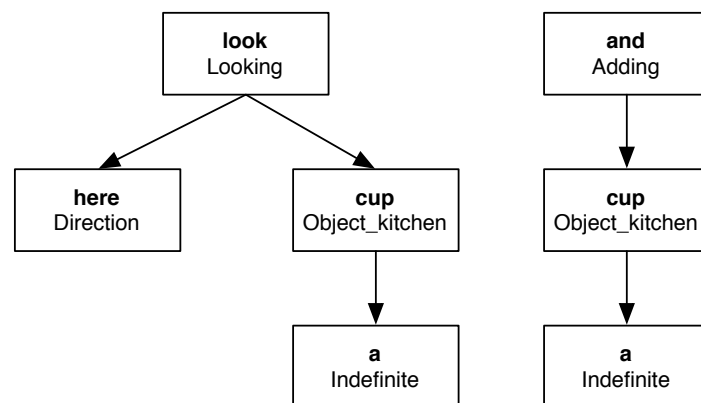 look
Looking
and
Adding
here
Direction
cup
Object_kitchen
cup
Object_kitchen
a
Indefinite
a
Indefinite